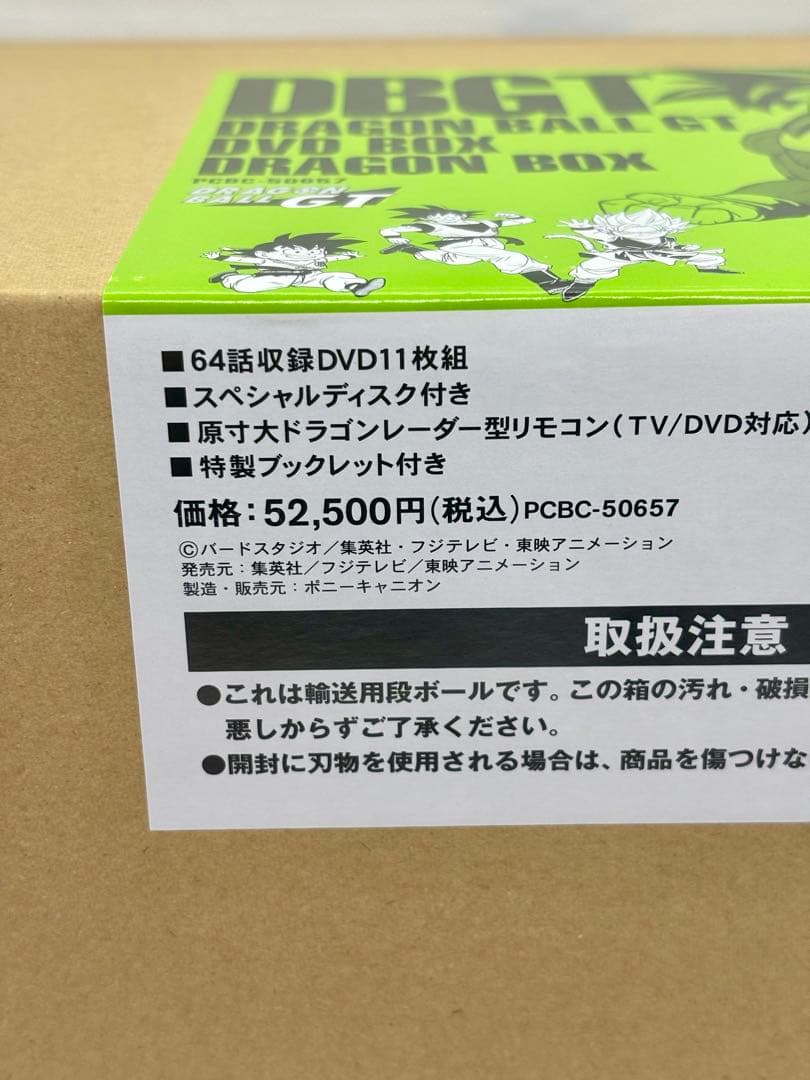 DBGT
DRAGON BALL GT
DVD BOX
DRAGON BOX
PCBC-50657
DRAGON
BALL GT
■64話収録DVD11枚組
■スペシャルディスク付き
■原寸大ドラゴンレーダー型リモコン(TV/DVD対応)
■特製ブックレット付き
価格:52,500円(税込)PCBC-50657
©バードスタジオ/集英社・フジテレビ・東映アニメーション
発売元:集英社/フジテレビ/東映アニメーション
製造・販売元:ポニーキャニオン
取扱注意
●これは輸送用段ボールです。この箱の汚れ・破損
悪しからずご了承ください。
●開封に刃物を使用される場合は、商品を傷つけな